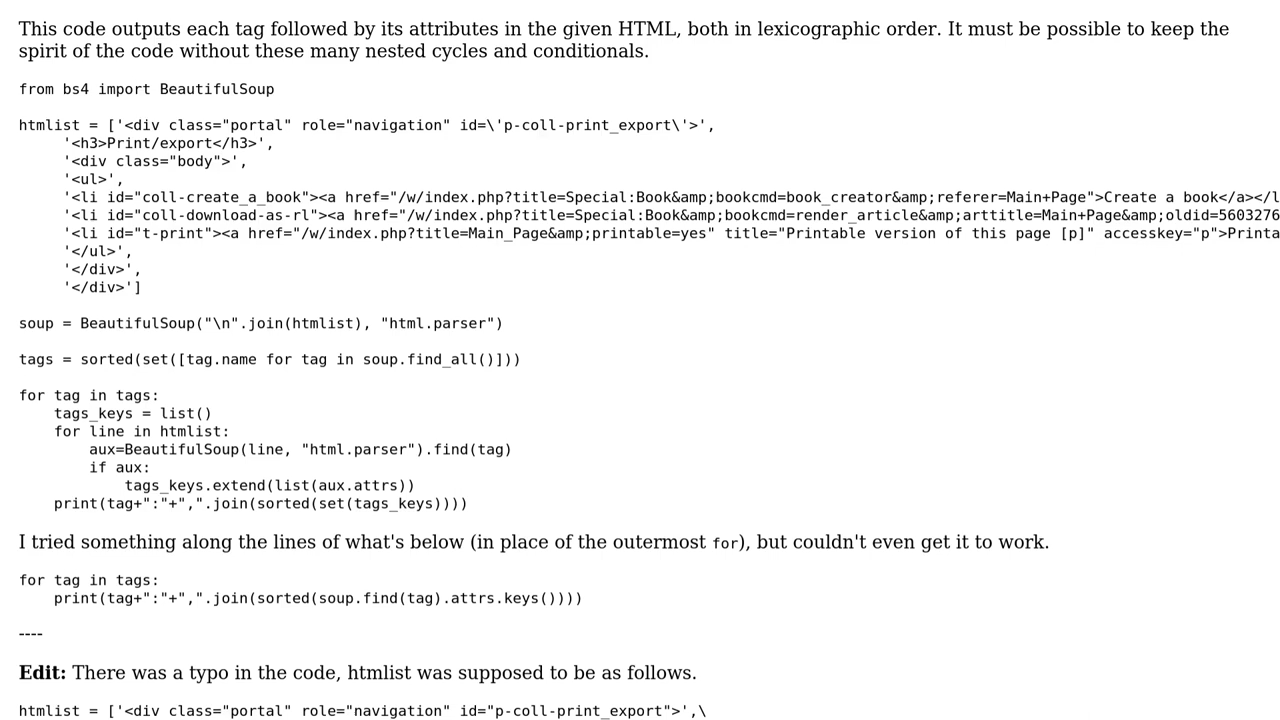 This code outputs each tag followed by its attributes in the given HTML, both in lexicographic order. It must be possible to keep the
spirit of the code without these many nested cycles and conditionals.
from bs4 import BeautifulSoup
htmlist = ['<div class="portal" role="navigation" id=\'p-coll-print_export\'>',
     '<h3>Print/export</h3>',
     '<div class="body">',
     '<ul>',
     '<li id="coll-create_a_book"><a href="/w/index.php?title=Special:Book&amp;bookcmd=book_creator&amp;referer=Main+Page">Create a book</a></l
     '<li id="coll-download-as-rl"><a href="/w/index.php?title=Special:Book&amp;bookcmd=render_article&amp;arttitle=Main+Page&amp;oldid=5603276
     '<li id="t-print"><a href="/w/index.php?title=Main_Page&amp;printable=yes" title="Printable version of this page [p]" accesskey="p">Printa
     '</ul>',
     '</div>',
     '</div>']
soup = BeautifulSoup("\n".join(htmlist), "html.parser")
tags = sorted(set([tag.name for tag in soup.find_all()]))
for tag in tags:
    tags_keys = list()
    for line in htmlist:
        aux=BeautifulSoup(line, "html.parser").find(tag)
        if aux:
            tags_keys.extend(list(aux.attrs))
    print(tag+":"+",".join(sorted(set(tags_keys))))
I tried something along the lines of what's below (in place of the outermost for), but couldn't even get it to work.
for tag in tags:
    print(tag+":"+",".join(sorted(soup.find(tag).attrs.keys())))
----
Edit: There was a typo in the code, htmlist was supposed to be as follows.
htmlist = ['<div class="portal" role="navigation" id="p-coll-print_export">',\